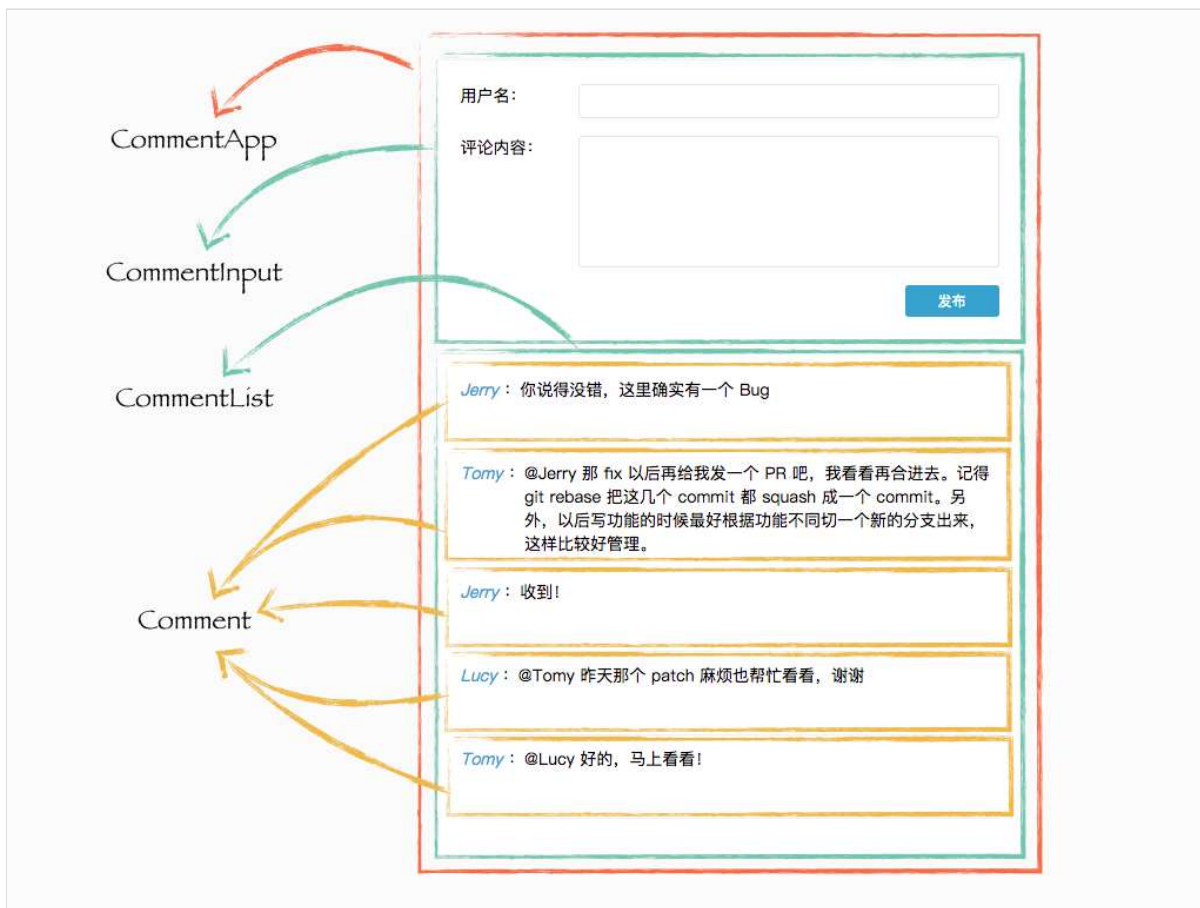 CommentApp
用户名：
评论内容：
CommentInput
发布
CommentList
Jerry：你说得没错，这里确实有一个 Bug
Tomy：@Jerry 那 fix 以后再给我发一个 PR 吧，我看看再合进去。记得
git rebase 把这几个 commit 都 squash 成一个 commit。另
外，以后写功能的时候最好根据功能不同切一个新的分支出来，
这样比较好管理。
Jerry：收到！
Comment
Lucy：@Tomy 昨天那个 patch 麻烦也帮忙看看，谢谢
Tomy：@Lucy 好的，马上看看！